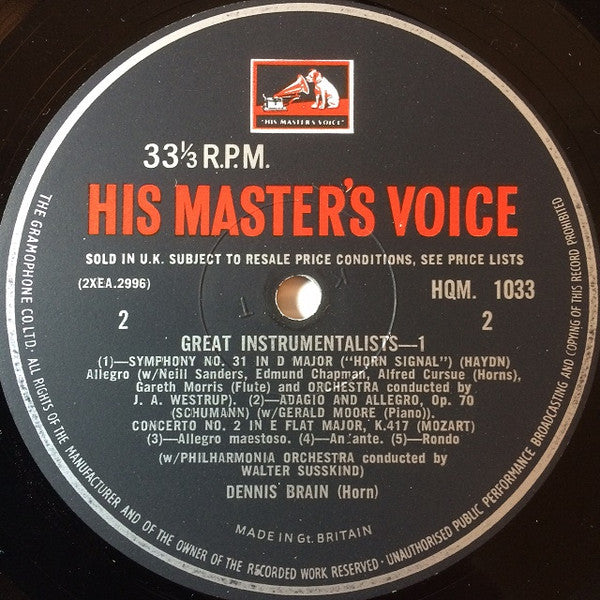 "HIS MASTER'S VOICE"
33⅓ R.P.M.
HIS MASTER'S VOICE
SOLD IN U.K. SUBJECT TO RESALE PRICE CONDITIONS, SEE PRICE LISTS
(2XEA.2996)
HQM. 1033
2
2
GREAT INSTRUMENTALISTS—1
(1)—SYMPHONY NO. 31 IN D MAJOR ("HORN SIGNAL") (HAYDN)
Allegro (w/Neill Sanders, Edmund Chapman, Alfred Cursue (Horns),
Gareth Morris (Flute) and ORCHESTRA conducted by
J. A. WESTRUP). (2)—ADAGIO AND ALLEGRO, Op. 70
(SCHUMANN) (w/GERALD MOORE (Piano)).
CONCERTO NO. 2 IN E FLAT MAJOR, K.417 (MOZART)
(3)—Allegro maestoso. (4)—An ante. (5)—Rondo
(w/PHILHARMONIA ORCHESTRA conducted by
WALTER SUSSKIND)
DENNIS BRAIN (Horn)
MADE IN Gt. BRITAIN
THE GRAMOPHONE CO. LTD. ALL RIGHTS OF THE MANUFACTURER AND OF THE OWNER OF THE RECORDED WORK RESERVED · UNAUTHORISED PUBLIC PERFORMANCE BROADCASTING AND COPYING OF THIS RECORD PROHIBITED